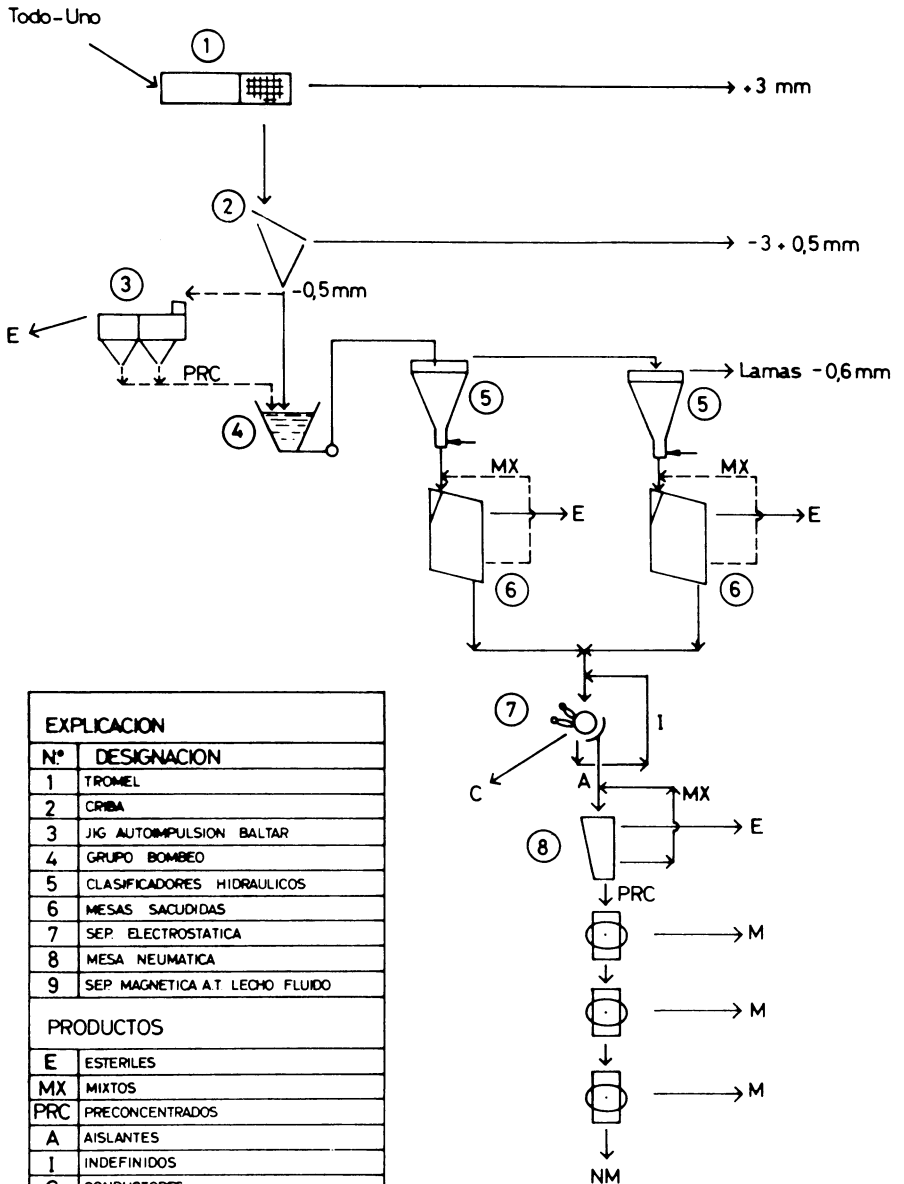 Todo-Uno
1
+3 mm
2
-3 + 0,5 mm
-0,5 mm
3
E
PRC
4
5
5
Lamas -0,6 mm
MX
MX
E
E
6
6
7
I
C
A
MX
E
8
PRC
M
M
M
NM
EXPLICACION
N.º DESIGNACION
1 TROMEL
2 CRIBA
3 JIG AUTOIMPULSION BALTAR
4 GRUPO BOMBEO
5 CLASIFICADORES HIDRAULICOS
6 MESAS SACUDIDAS
7 SEP. ELECTROSTATICA
8 MESA NEUMATICA
9 SEP. MAGNETICA A.T. LECHO FLUIDO
PRODUCTOS
E ESTERILES
MX MIXTOS
PRC PRECONCENTRADOS
A AISLANTES
I INDEFINIDOS